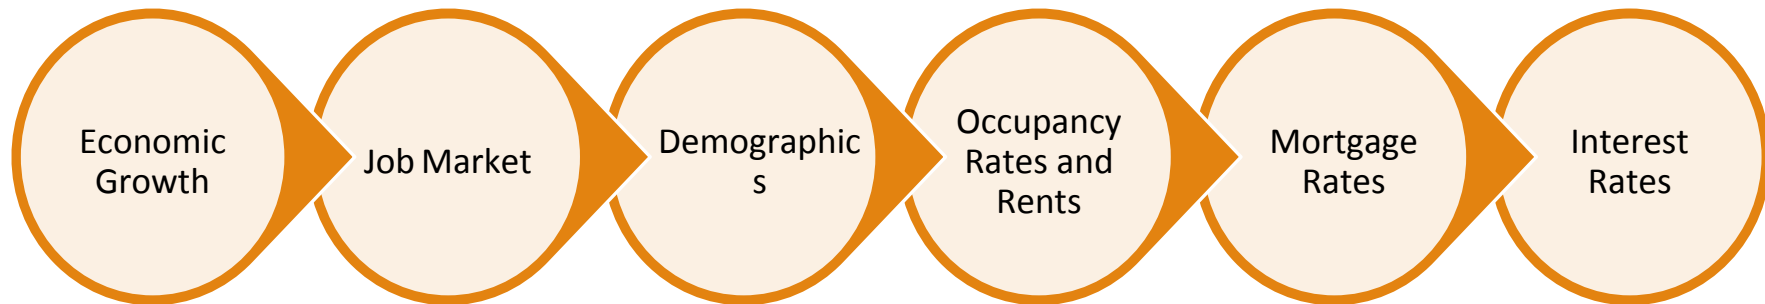 Economic
Growth
Job Market
Demographic
s
Occupancy
Rates and
Rents
Mortgage
Rates
Interest
Rates